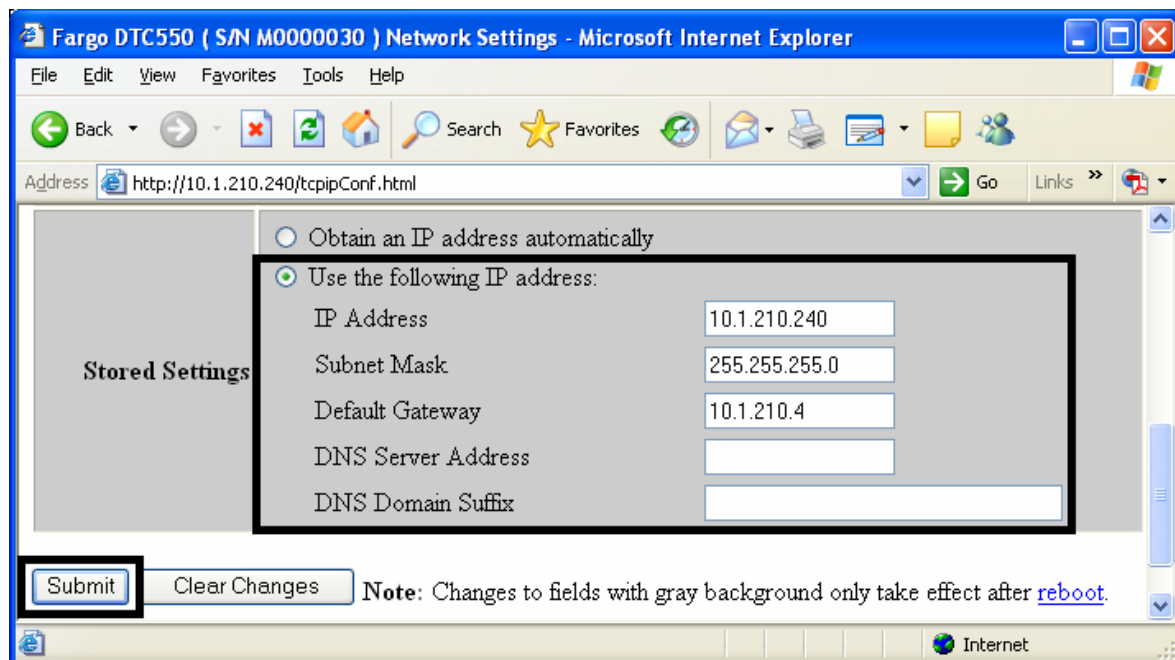 Fargo DTC550 ( S/N M0000030 ) Network Settings - Microsoft Internet Explorer
File Edit View Favorites Tools Help
Back Search Favorites
Address http://10.1.210.240/tcpipConf.html Go Links »
Obtain an IP address automatically
Use the following IP address:
IP Address 10.1.210.240
Stored Settings
Subnet Mask 255.255.255.0
Default Gateway 10.1.210.4
DNS Server Address
DNS Domain Suffix
Submit Clear Changes Note: Changes to fields with gray background only take effect after reboot.
Internet